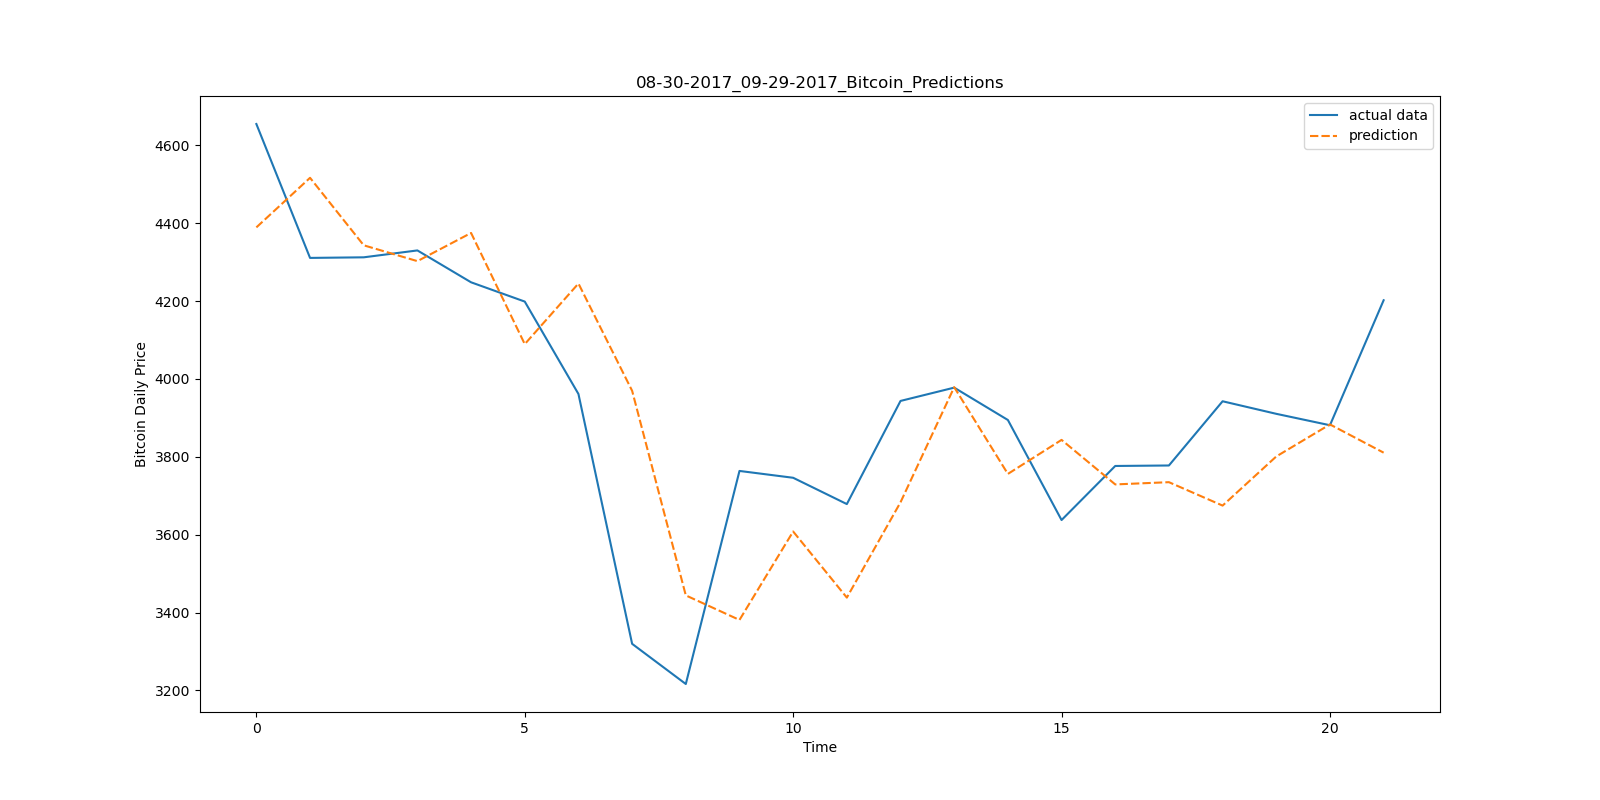 08-30-2017_09-29-2017_Bitcoin_Predictions
actual data
prediction
4600
4400
4200
4000
3800
3600
3400
3200
Bitcoin Daily Price
0 5 10 15 20
Time